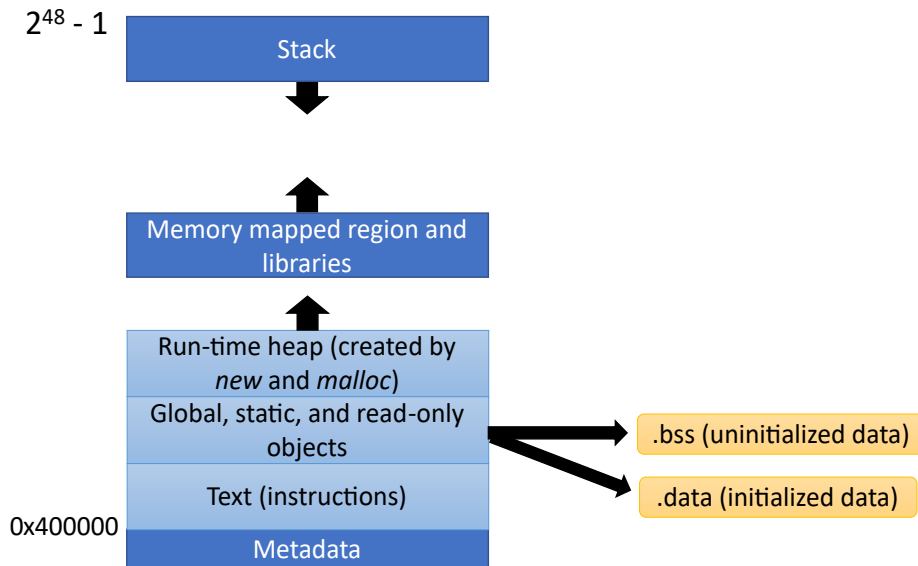 2⁴⁸ - 1
Stack
Memory mapped region and
libraries
Run-time heap (created by
new and malloc)
Global, static, and read-only
objects
.bss (uninitialized data)
.data (initialized data)
Text (instructions)
0x400000
Metadata